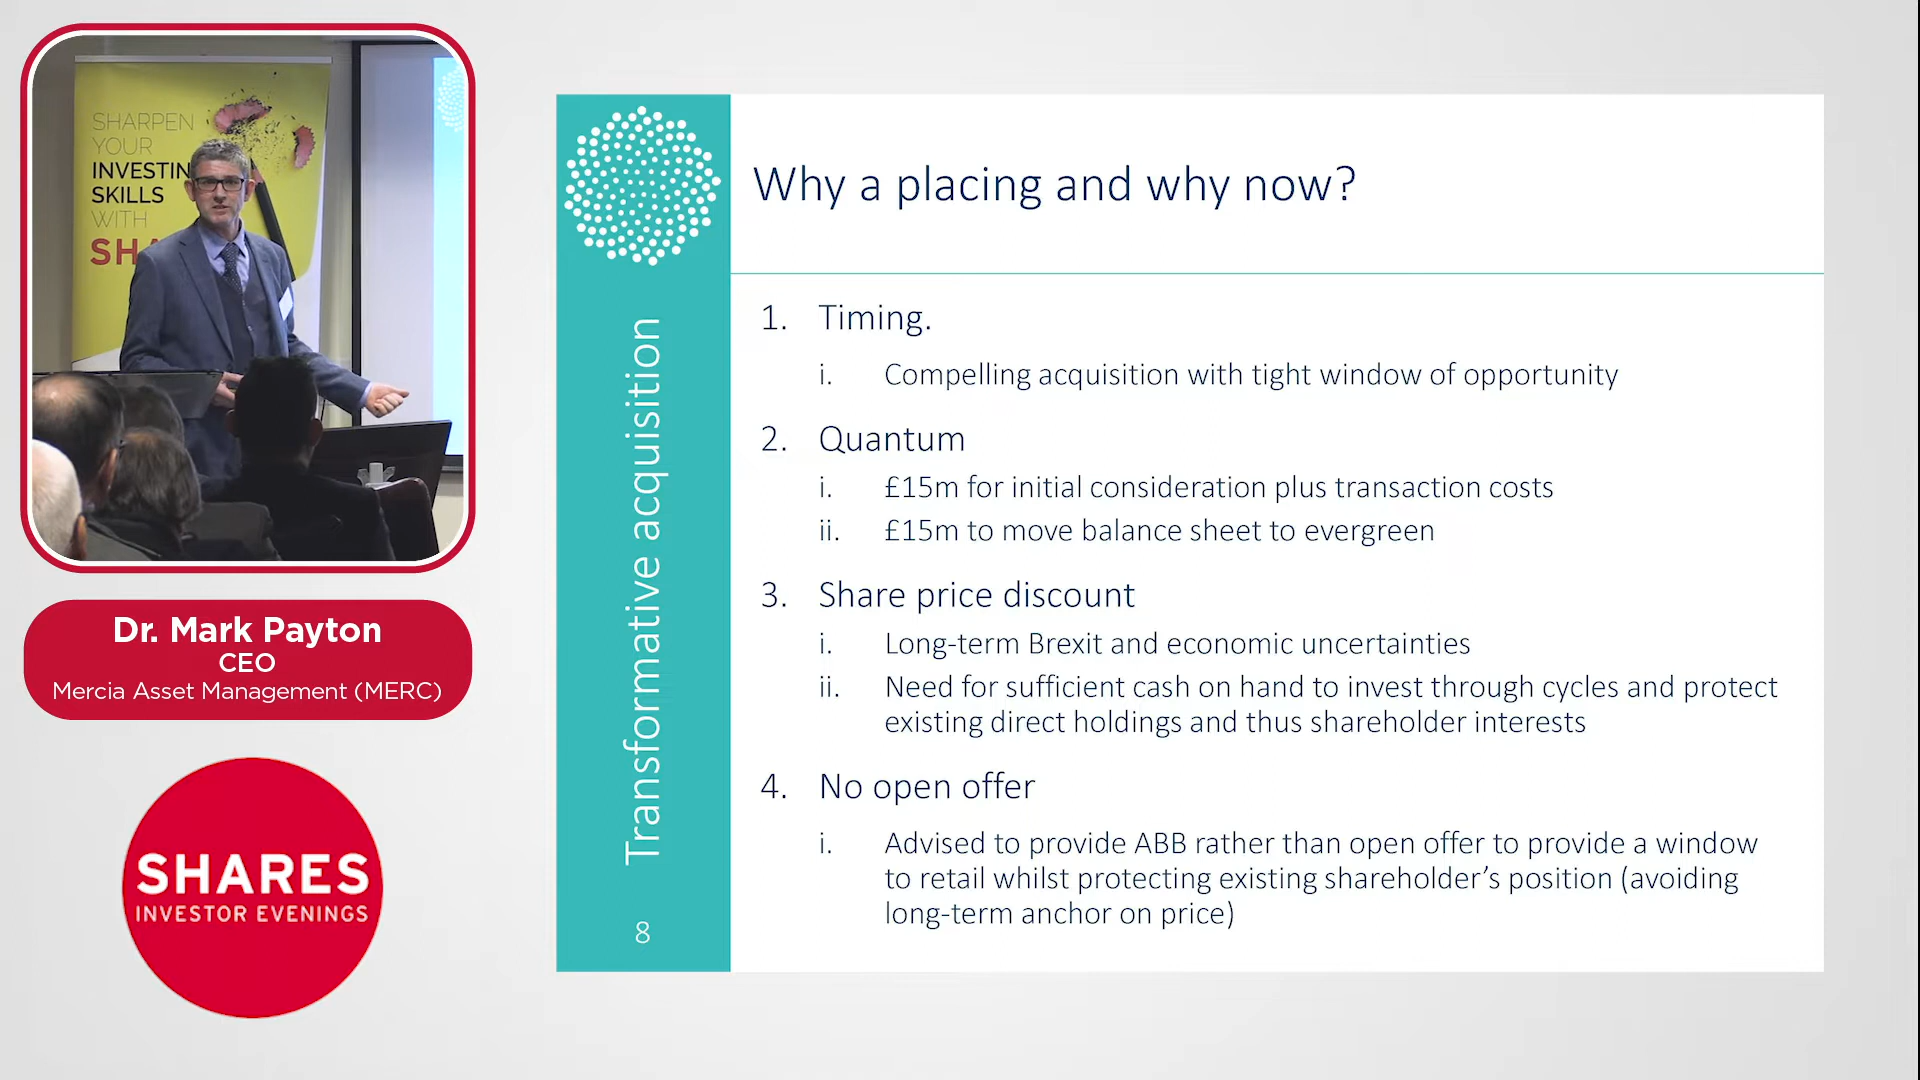 SHARPEN
YOUR
INVESTIN
SKILLS
WITH
SHA
Dr. Mark Payton
CEO
Mercia Asset Management (MERC)
SHARES
INVESTOR EVENINGS
Transformative acquisition
8
Why a placing and why now?
1. Timing.
i. Compelling acquisition with tight window of opportunity
2. Quantum
i. £15m for initial consideration plus transaction costs
ii. £15m to move balance sheet to evergreen
3. Share price discount
i. Long-term Brexit and economic uncertainties
ii. Need for sufficient cash on hand to invest through cycles and protect
existing direct holdings and thus shareholder interests
4. No open offer
i. Advised to provide ABB rather than open offer to provide a window
to retail whilst protecting existing shareholder’s position (avoiding
long-term anchor on price)